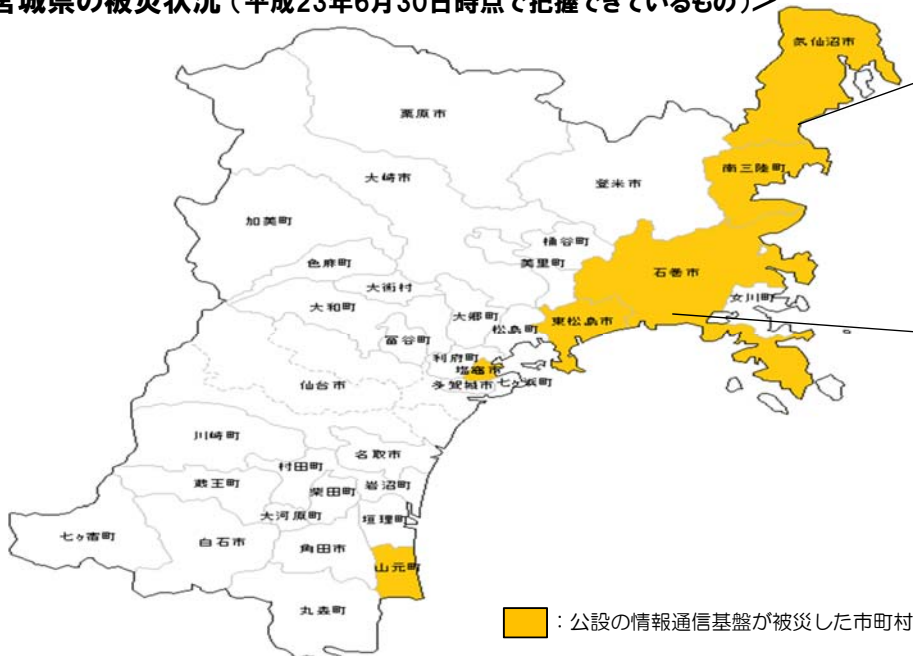 宮城県の被災状況（平成23年6月30日時点で把握できているもの）＞
気仙沼市
栗原市
南三陸町
大崎市
登米市
加美町
涌谷町
色麻町
美里町
石巻市
大衡村
女川町
大和町
大郷町
東松島市
松島町
富谷町
利府町
塩竈市
仙台市
多賀城市
七ヶ浜町
川崎町
名取市
村田町
蔵王町
柴田町
岩沼町
大河原町
亘理町
七ヶ宿町
白石市
角田市
山元町
丸森町
：公設の情報通信基盤が被災した市町村